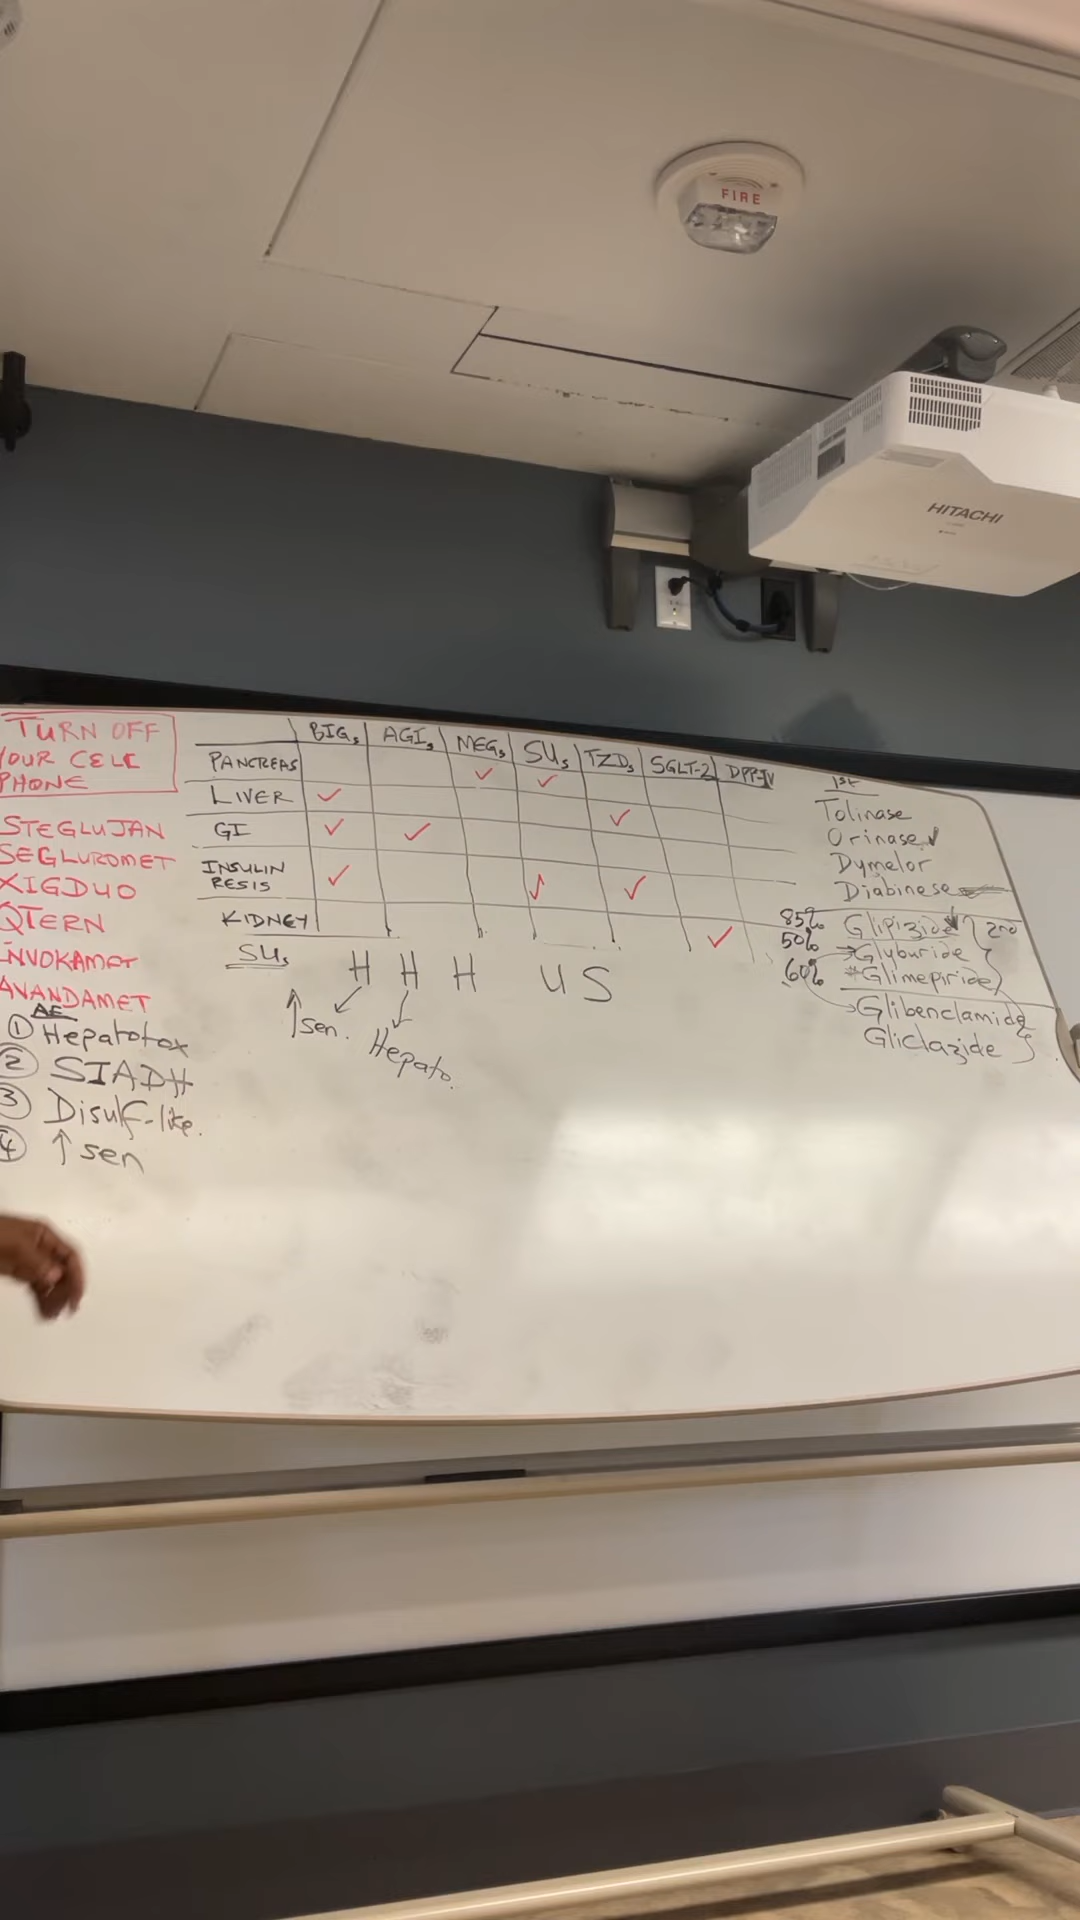 FIRE
HITACHI
TURN OFF
YOUR CELL
PHONE
STEGLUJAN
SEGLUROMET
XIGDUO
QTERN
INVOKAMET
AVANDAMET
AE
① Hepatotox
② SIADH
③ Disulf-like.
④ ↑ sen
BIGs AGIs MEGs SUs TZDs SGLT-2 DPP-IV
PANCREAS ✓ ✓
LIVER ✓ ✓
GI ✓ ✓
INSULIN
RESIS ✓ ✓ ✓
KIDNEY ✓
SUs
H H H U S
↑ sen.
Hepato.
1st
Tolinase
Orinase ✓
Dymelor
Diabinese
85% Glipizide 2nd
50% Glyburide
60% *Glimepiride
Glibenclamide
Gliclazide